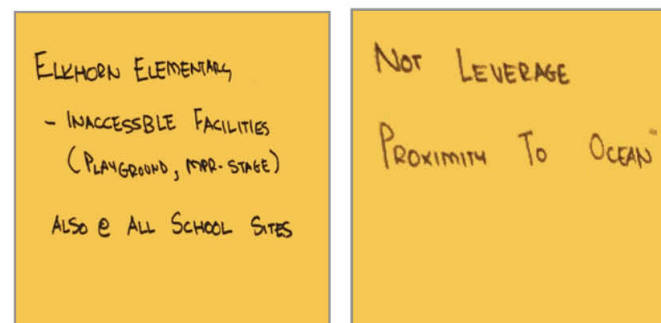 ELKHORN ELEMENTARY
- INACCESSBLE FACILITIES
(PLAYGROUND, MPR-STAGE)
ALSO @ ALL SCHOOL SITES
NOT LEVERAGE
PROXIMITY TO OCEAN